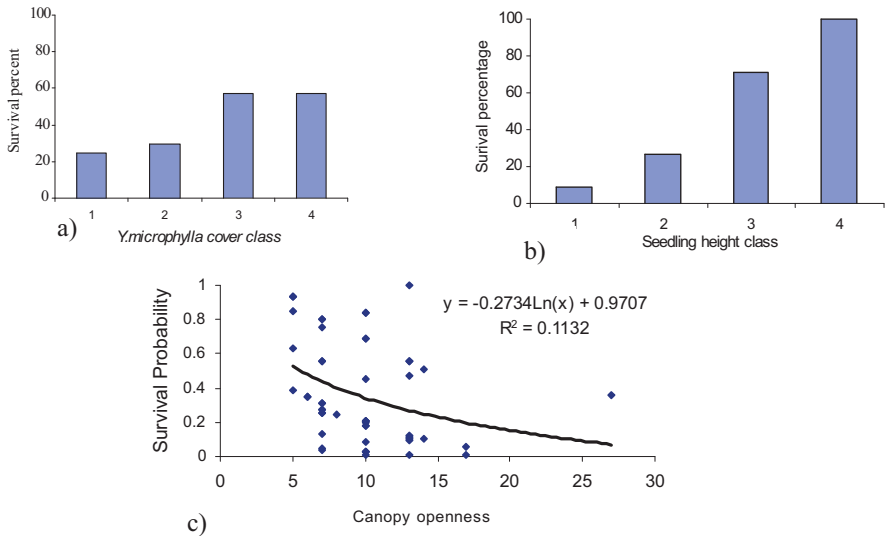 100
80
60
40
20
0
Survival percent
1 2 3 4
Y.microphylla cover class
a)
100
80
60
40
20
0
Surival percentage
1 2 3 4
Seedling height class
b)
1
0.8
0.6
0.4
0.2
0
Survival Probability
y = -0.2734Ln(x) + 0.9707
R² = 0.1132
0 5 10 15 20 25 30
Canopy openness
c)